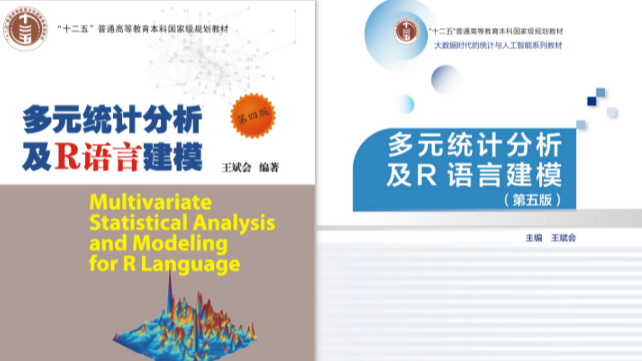 “十二五”普通高等教育本科国家级规划教材
多元统计分析
及R语言建模
第四版
王斌会 编著
Multivariate
Statistical Analysis
and Modeling
for R Language
“十二五”普通高等教育本科国家级规划教材
大数据时代的统计与人工智能系列教材
多元统计分析
及R语言建模
（第五版）
主编 王斌会